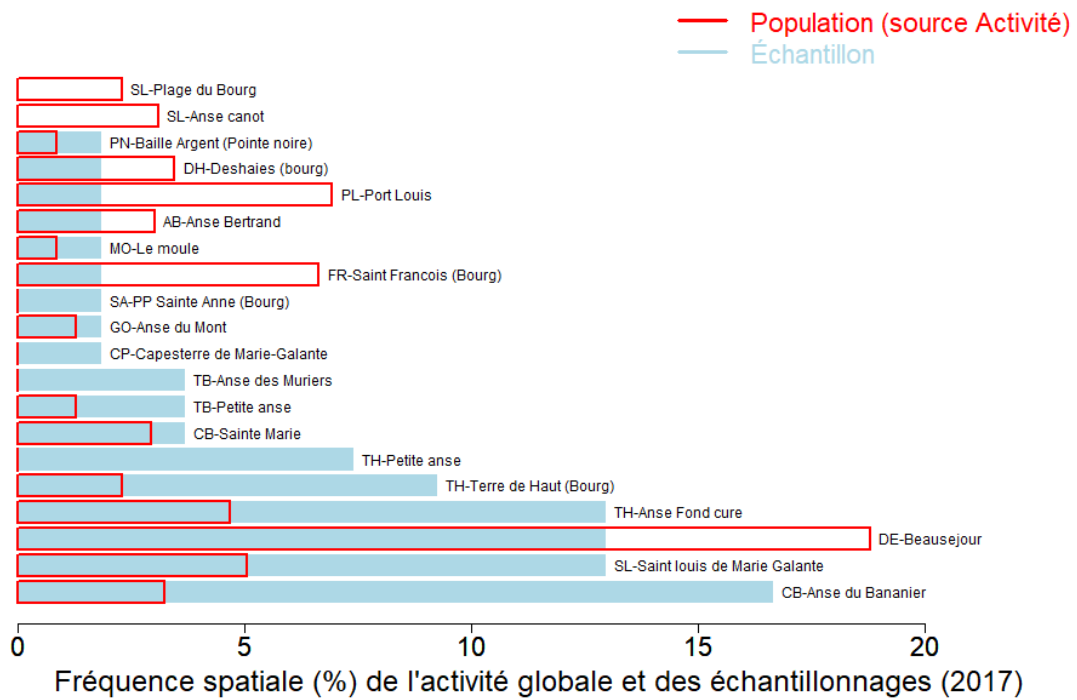 Population (source Activité)
Échantillon
SL-Plage du Bourg
SL-Anse canot
PN-Baille Argent (Pointe noire)
DH-Deshaies (bourg)
PL-Port Louis
AB-Anse Bertrand
MO-Le moule
FR-Saint Francois (Bourg)
SA-PP Sainte Anne (Bourg)
GO-Anse du Mont
CP-Capesterre de Marie-Galante
TB-Anse des Muriers
TB-Petite anse
CB-Sainte Marie
TH-Petite anse
TH-Terre de Haut (Bourg)
TH-Anse Fond cure
DE-Beausejour
SL-Saint louis de Marie Galante
CB-Anse du Bananier
0 5 10 15 20
Fréquence spatiale (%) de l'activité globale et des échantillonnages (2017)